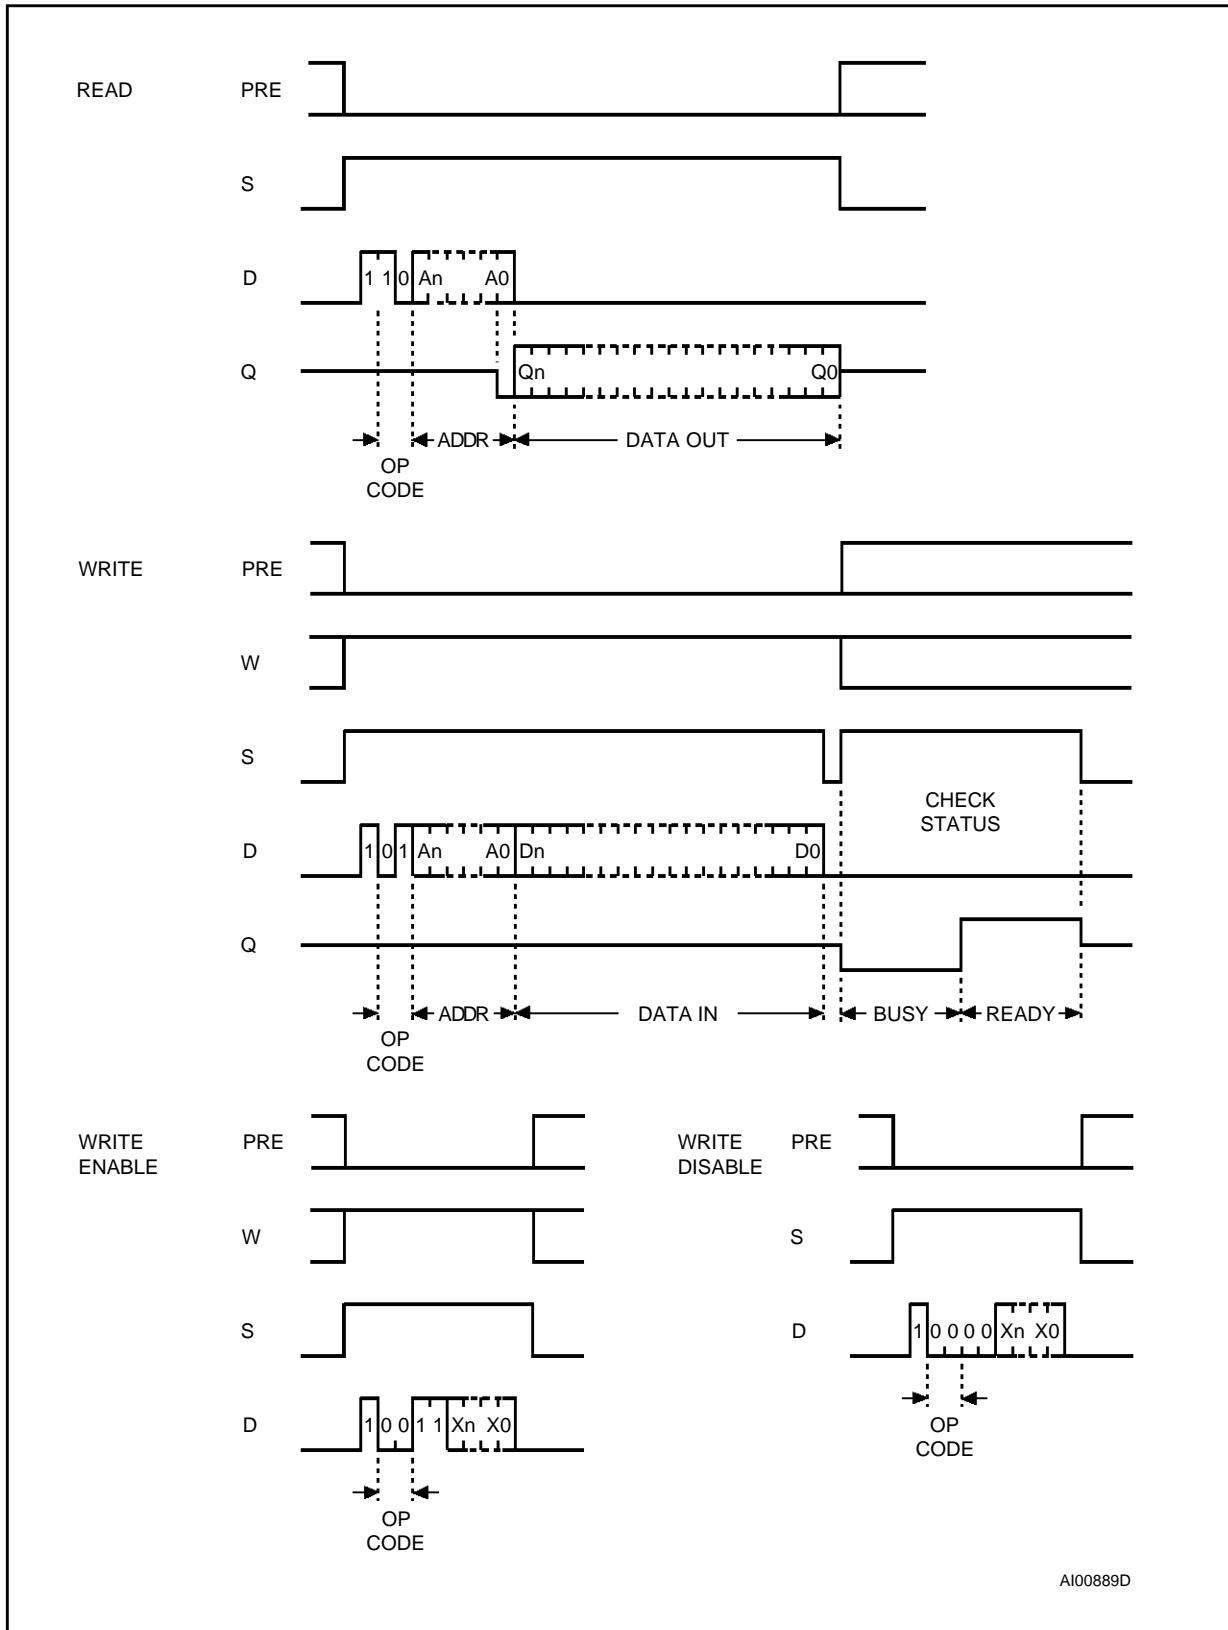 READ PRE
S
D 1 1 0 An A0
Q Qn Q0
ADDR DATA OUT
OP
CODE
WRITE PRE
W
S
CHECK
STATUS
D 1 0 1 An A0 Dn D0
Q
ADDR DATA IN BUSY READY
OP
CODE
WRITE
ENABLE PRE
W
S
D 1 0 0 1 1 Xn X0
OP
CODE
WRITE
DISABLE PRE
S
D 1 0 0 0 0 Xn X0
OP
CODE
AI00889D